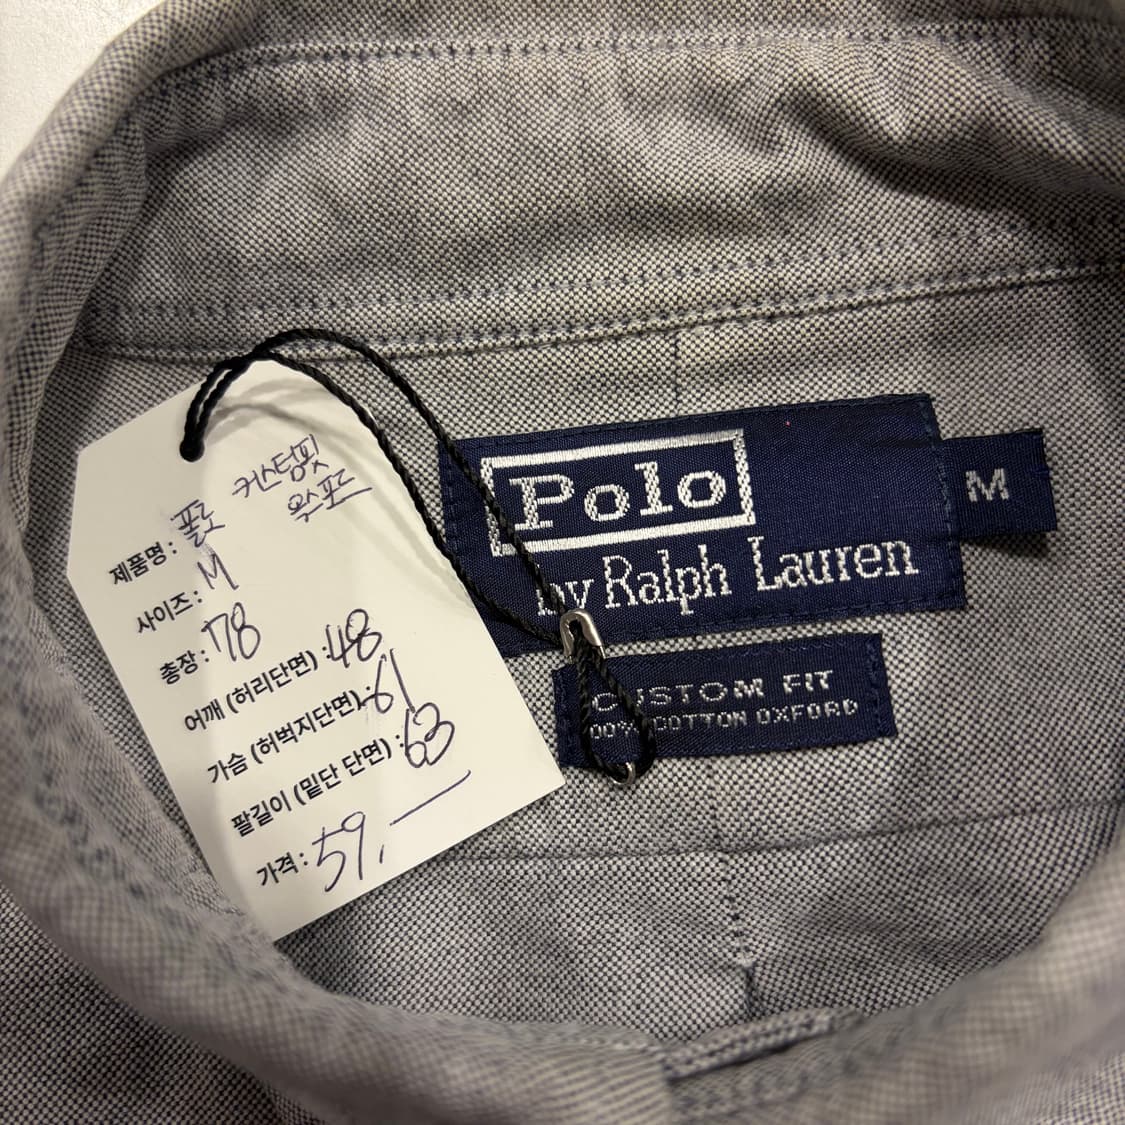 제품명 : 폴로 커스텀핏
옥스포드
사이즈 : M
총장 : 78
어깨 (허리단면) : 48
가슴 (허벅지단면) : 61
팔길이 (밑단 단면) : 63
가격 : 59,—
Polo
by Ralph Lauren
M
CUSTOM FIT
100% COTTON OXFORD